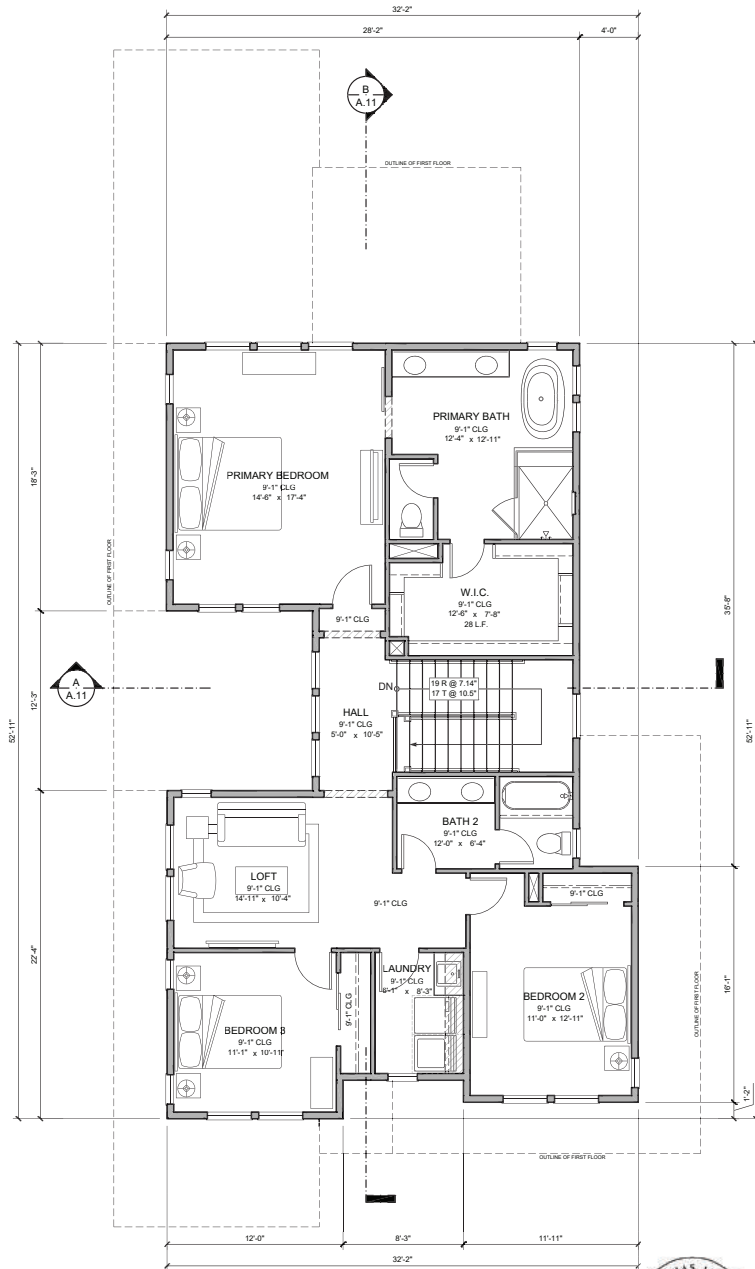 32'-2"
28'-2"
4'-0"
B
A.11
OUTLINE OF FIRST FLOOR
PRIMARY BATH
9'-1" CLG
12'-4" x 12'-11"
PRIMARY BEDROOM
9'-1" CLG
14'-6" x 17'-4"
18'-3"
OUTLINE OF FIRST FLOOR
W.I.C.
9'-1" CLG
12'-6" x 7'-8"
28 L.F.
35'-8"
9'-1" CLG
A
A.11
DN
19 R @ 7.14"
17 T @ 10.5"
12'-3"
HALL
9'-1" CLG
5'-0" x 10'-5"
52'-11"
52'-11"
BATH 2
9'-1" CLG
12'-0" x 6'-4"
LOFT
9'-1" CLG
14'-11" x 10'-4"
9'-1" CLG
9'-1" CLG
22'-4"
LAUNDRY
9'-1" CLG
6'-1" x 8'-3"
9'-1" CLG
BEDROOM 2
9'-1" CLG
11'-0" x 12'-11"
16'-1"
OUTLINE OF FIRST FLOOR
BEDROOM 3
9'-1" CLG
11'-1" x 10'-11"
1'-2"
OUTLINE OF FIRST FLOOR
12'-0"
8'-3"
11'-11"
32'-2"